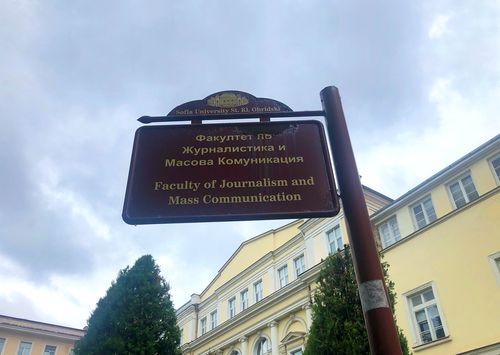 Sofia University St. Kl. Ohridski
Факултет по
Журналистика и
Масова Комуникация
Faculty of Journalism and
Mass Communication